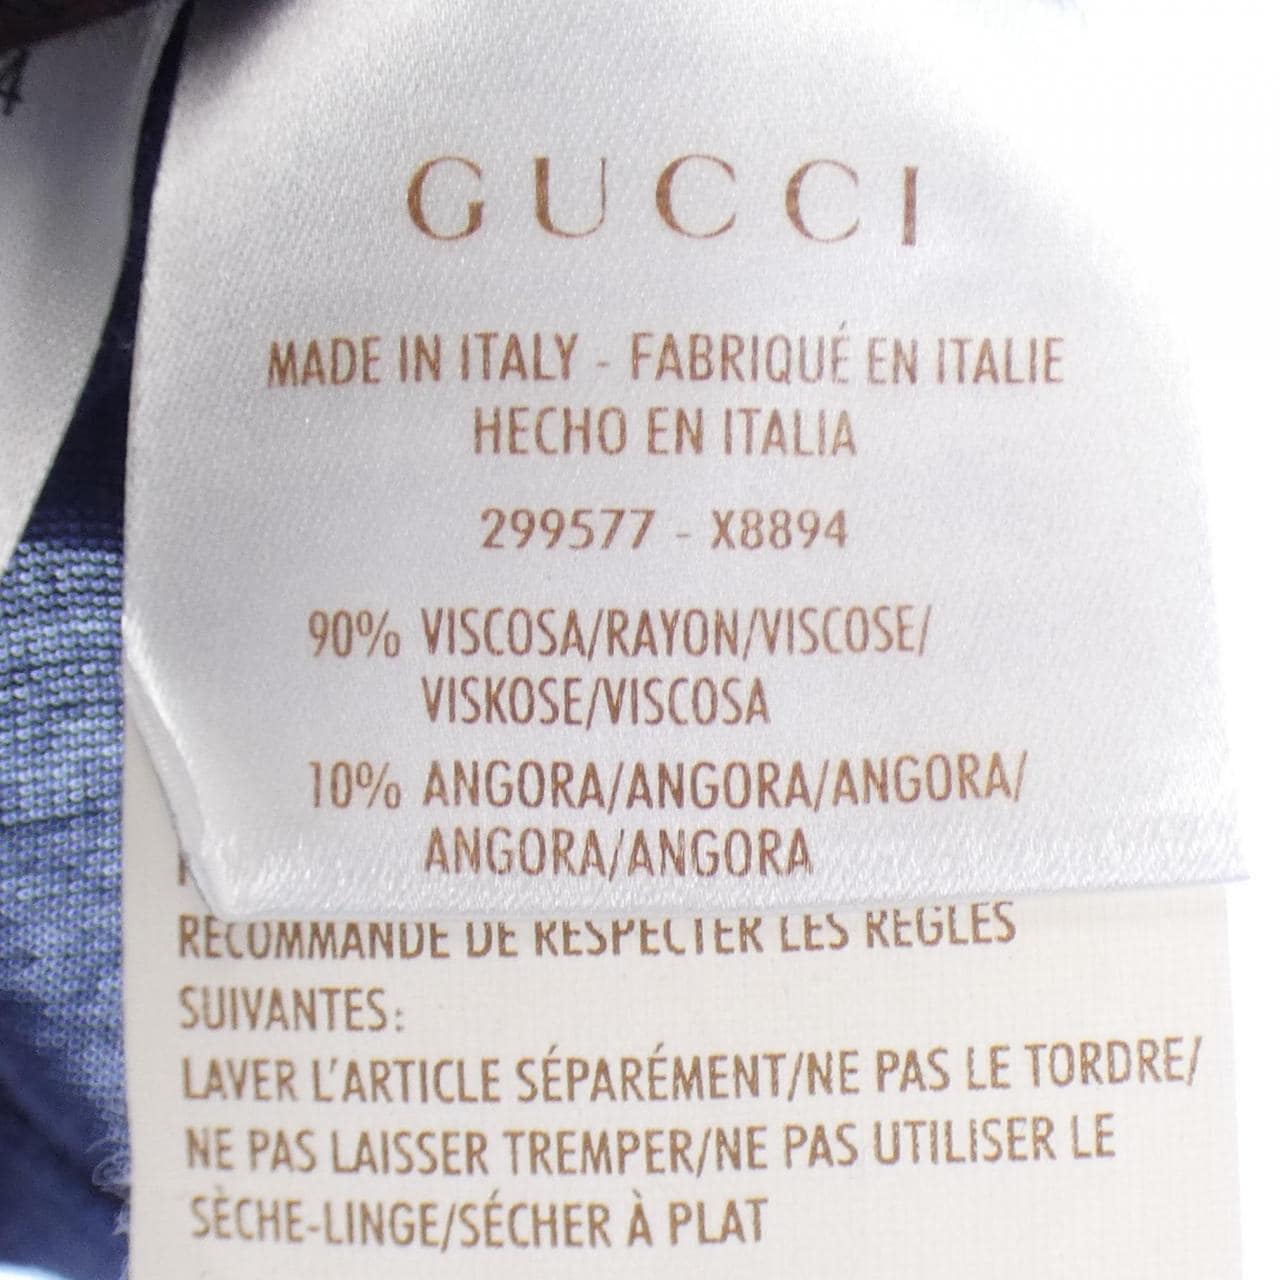 4
GUCCI
MADE IN ITALY - FABRIQUÉ EN ITALIE
HECHO EN ITALIA
299577 - X8894
90% VISCOSA/RAYON/VISCOSE/
VISKOSE/VISCOSA
10% ANGORA/ANGORA/ANGORA/
ANGORA/ANGORA
RECOMMANDE DE RESPECTER LES RÈGLES
SUIVANTES:
LAVER L'ARTICLE SÉPARÉMENT/NE PAS LE TORDRE/
NE PAS LAISSER TREMPER/NE PAS UTILISER LE
SÈCHE-LINGE/SÉCHER À PLAT